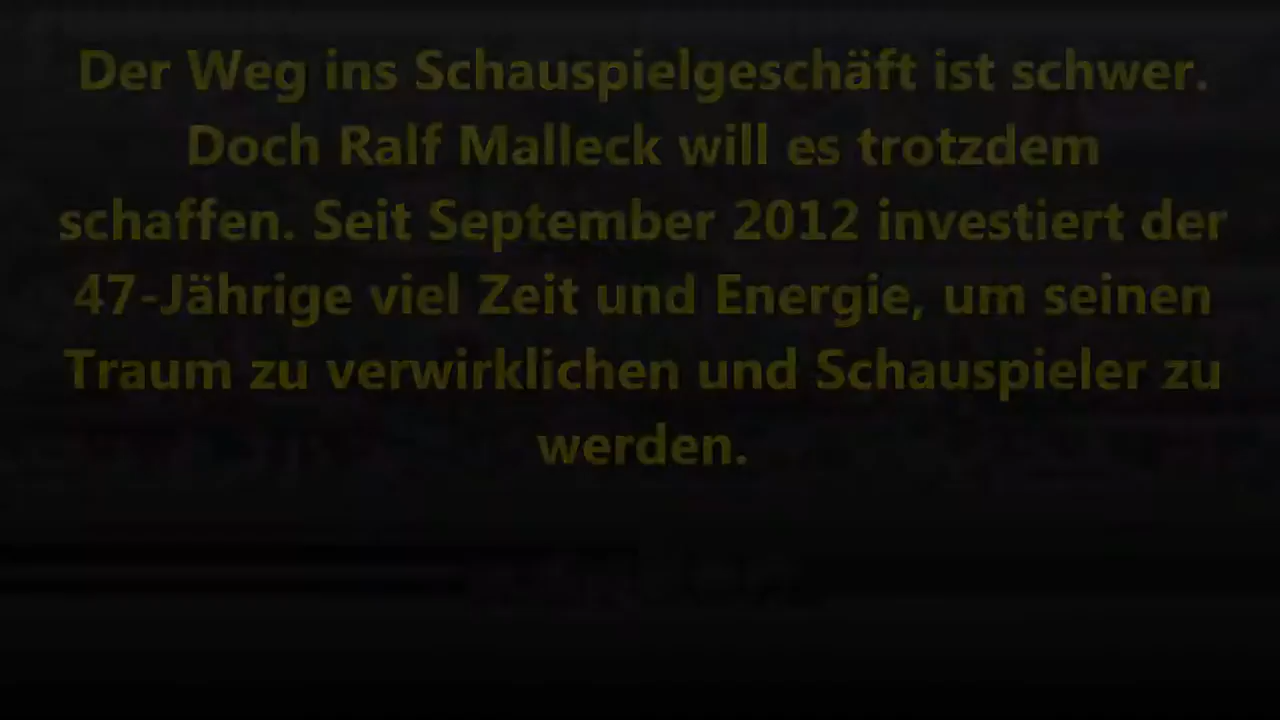 Der Weg ins Schauspielgeschäft ist schwer.
Doch Ralf Malleck will es trotzdem
schaffen. Seit September 2012 investiert der
47-Jährige viel Zeit und Energie, um seinen
Traum zu verwirklichen und Schauspieler zu
werden.